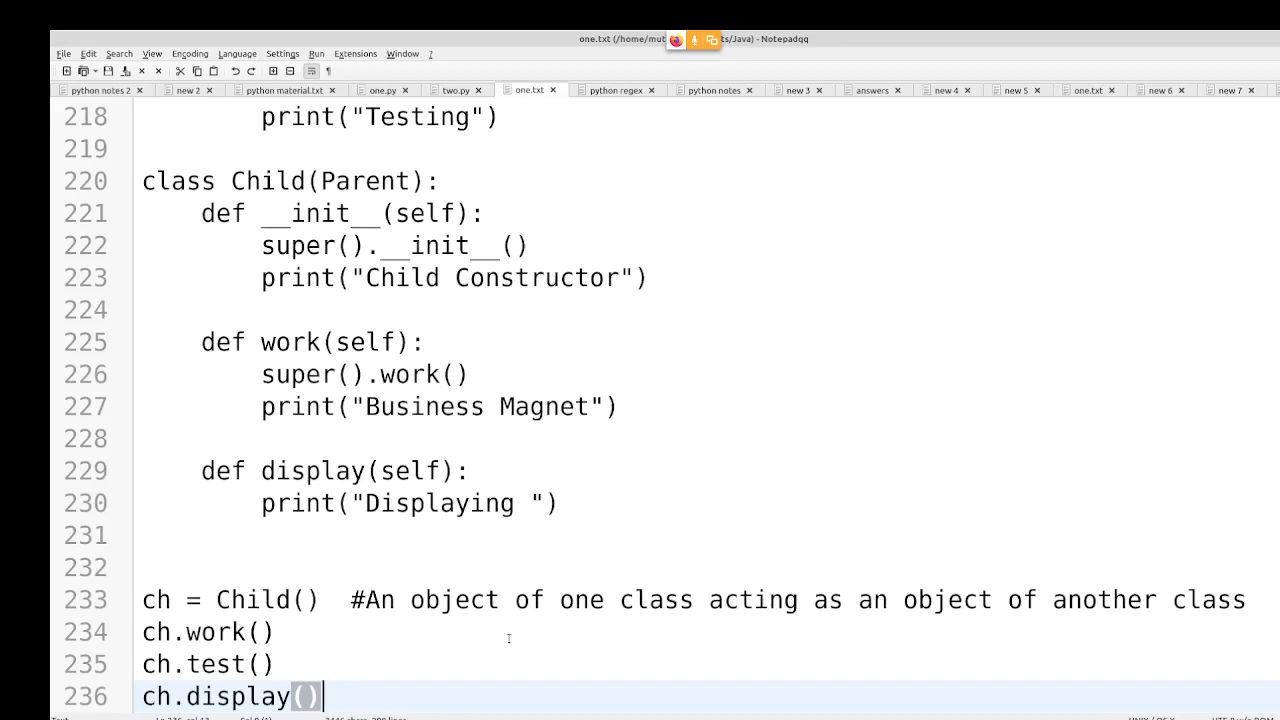 one.txt (/home/mut ts/Java) - Notepadqq
File Edit Search View Encoding Language Settings Run Extensions Window ?
python notes 2 new 2 python material.txt one.py two.py one.txt python regex python notes new 3 answers new 4 new 5 one.txt new 6 new 7
218 print("Testing")
219
220 class Child(Parent):
221 def __init__(self):
222 super().__init__()
223 print("Child Constructor")
224
225 def work(self):
226 super().work()
227 print("Business Magnet")
228
229 def display(self):
230 print("Displaying ")
231
232
233 ch = Child() #An object of one class acting as an object of another class
234 ch.work()
235 ch.test()
236 ch.display()